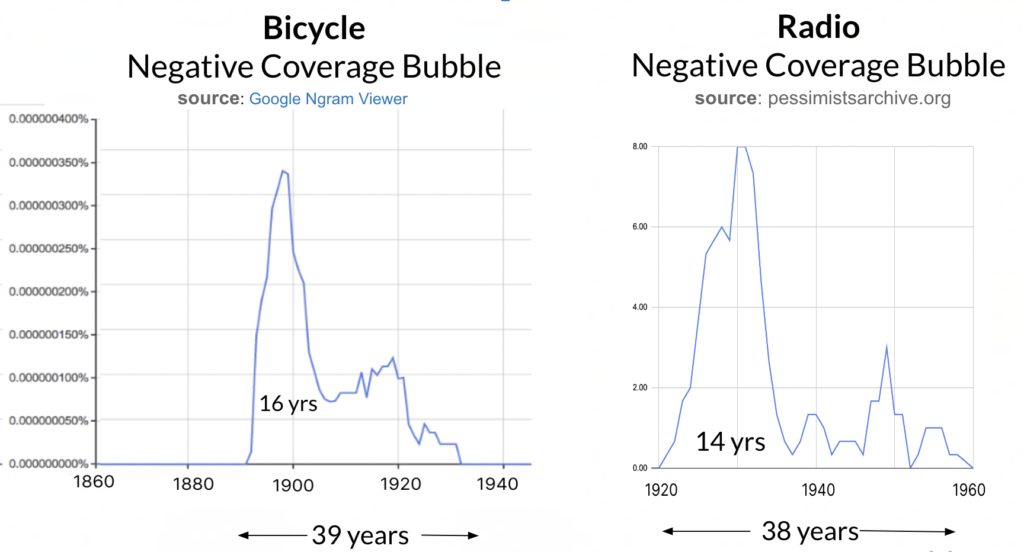 Bicycle
Negative Coverage Bubble
source: Google Ngram Viewer
0.000000400%
0.000000350%
0.000000300%
0.000000250%
0.000000200%
0.000000150%
0.000000100%
0.000000050%
0.000000000%
16 yrs
1860 1880 1900 1920 1940
39 years
Radio
Negative Coverage Bubble
source: pessimistsarchive.org
8.00
6.00
4.00
2.00
0.00
14 yrs
1920 1940 1960
38 years